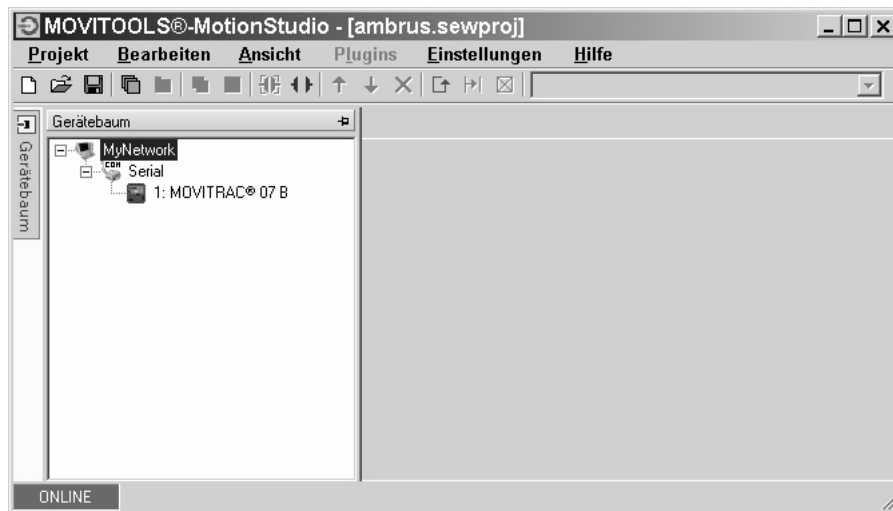 MOVITOOLS®-MotionStudio - [ambrus.sewproj]
Projekt Bearbeiten Ansicht Plugins Einstellungen Hilfe
Gerätebaum
Gerätebaum
MyNetwork
COM
Serial
1: MOVITRAC® 07 B
ONLINE